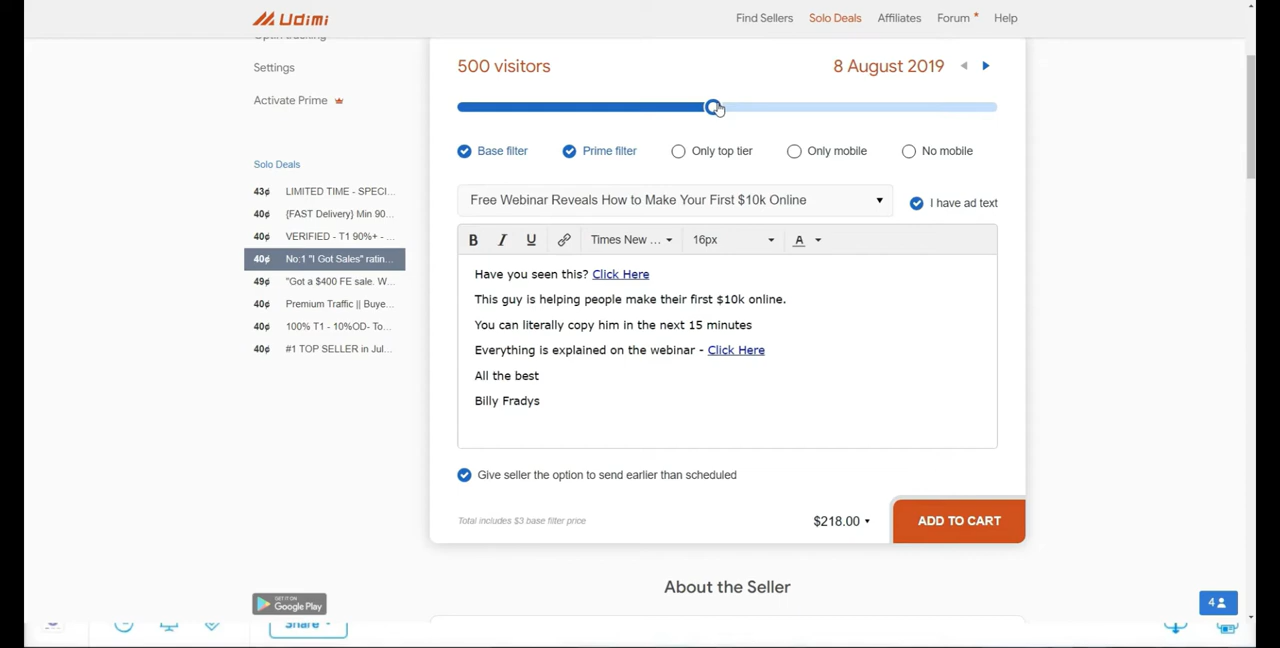 Udimi
Find Sellers Solo Deals Affiliates Forum Help
Settings
Activate Prime
Solo Deals
43¢ LIMITED TIME - SPECI...
40¢ {FAST Delivery} Min 90...
40¢ VERIFIED - T1 90%+ - ...
40¢ No:1 "I Got Sales" ratin...
49¢ "Got a $400 FE sale. W...
40¢ Premium Traffic || Buye...
40¢ 100% T1 - 10%OD- To...
40¢ #1 TOP SELLER in Jul...
500 visitors 8 August 2019
Base filter Prime filter Only top tier Only mobile No mobile
Free Webinar Reveals How to Make Your First $10k Online I have ad text
B I U Times New ... 16px A
Have you seen this? Click Here
This guy is helping people make their first $10k online.
You can literally copy him in the next 15 minutes
Everything is explained on the webinar - Click Here
All the best
Billy Fradys
Give seller the option to send earlier than scheduled
Total includes $3 base filter price $218.00 ADD TO CART
About the Seller
GET IT ON
Google Play
4
Share